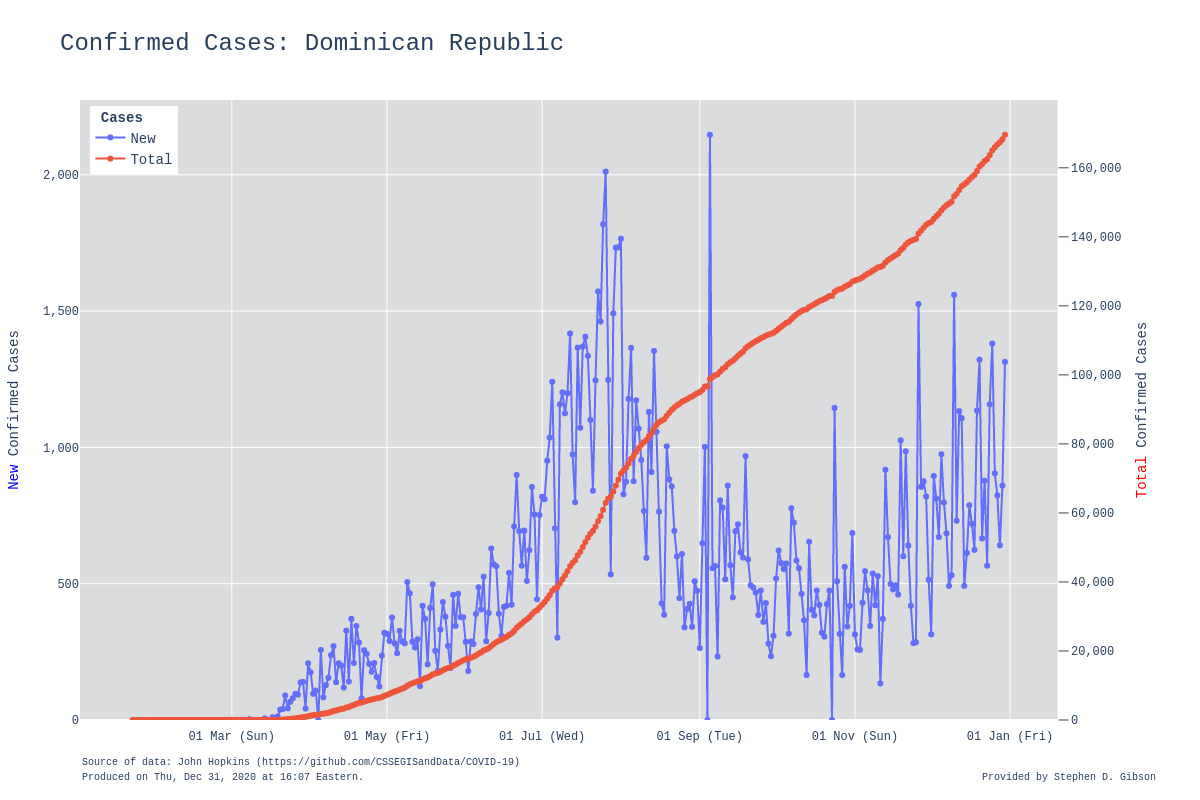 Confirmed Cases: Dominican Republic
Cases
New
Total
2,000
1,500
1,000
500
0
160,000
140,000
120,000
100,000
80,000
60,000
40,000
20,000
0
New Confirmed Cases
Total Confirmed Cases
01 Mar (Sun)
01 May (Fri)
01 Jul (Wed)
01 Sep (Tue)
01 Nov (Sun)
01 Jan (Fri)
Source of data: John Hopkins (https://github.com/CSSEGISandData/COVID-19)
Produced on Thu, Dec 31, 2020 at 16:07 Eastern.
Provided by Stephen D. Gibson